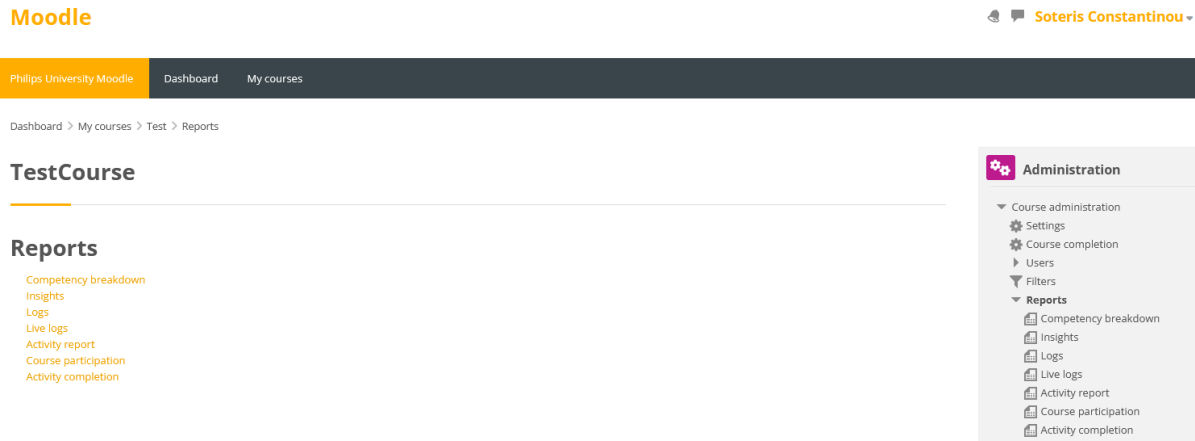 Moodle
Soteris Constantinou
Philips University Moodle
Dashboard
My courses
Dashboard > My courses > Test > Reports
TestCourse
Reports
Competency breakdown
Insights
Logs
Live logs
Activity report
Course participation
Activity completion
Administration
Course administration
Settings
Course completion
Users
Filters
Reports
Competency breakdown
Insights
Logs
Live logs
Activity report
Course participation
Activity completion